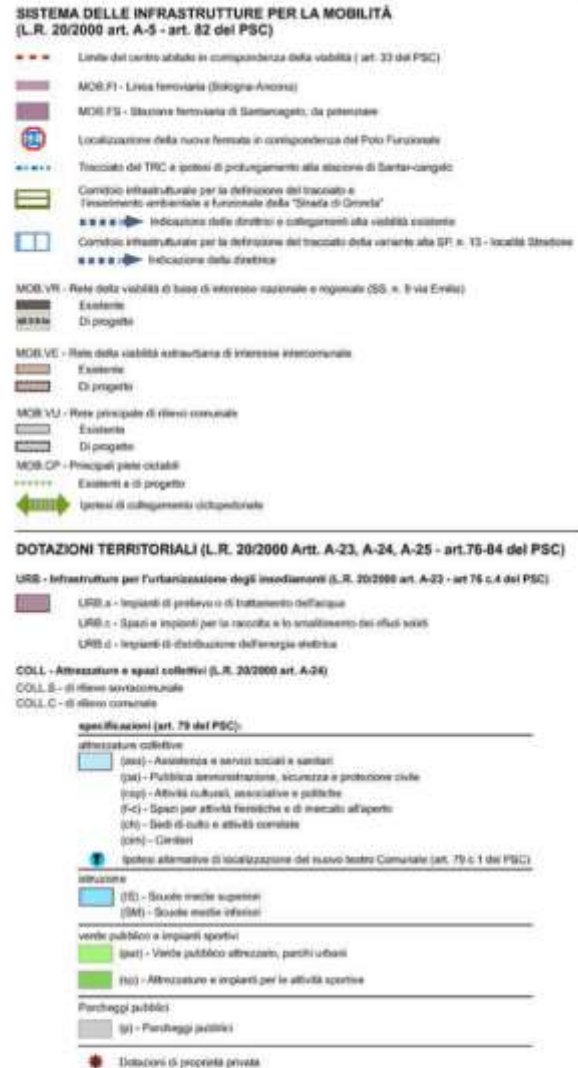 SISTEMA DELLE INFRASTRUTTURE PER LA MOBILITÀ
(L.R. 20/2000 art. A-5 - art. 82 del PSC)
Limite del centro abitato in corrispondenza della viabilità ( art. 33 del PSC)
MOB.FI - Linea ferroviaria (Bologna-Ancona)
MOB.FS - Stazione ferroviaria di Santarcagelo, da potenziare
Localizzazione della nuova fermata in corrispondenza del Polo Funzionale
Tracciato del TRC e ipotesi di prolungamento alla stazione di Santar-cangelo
Corridoio infrastrutturale per la definizione del tracciato e
l'inserimento ambientale e funzionale della "Strada di Gronda"
Indicazione delle direttrici e collegamenti alla viabilità esistente
Corridoio infrastrutturale per la definizione del tracciato della variante alla SP. n. 13 - località Stradone
Indicazione della direttrice
MOB.VR - Rete della viabilità di base di interesse nazionale e regionale (SS. n. 9 via Emilia)
Esistente
Di progetto
MOB.VE - Rete della viabilità extraurbana di interesse intercomunale
Esistente
Di progetto
MOB.VU - Rete principale di rilievo comunale
Esistente
Di progetto
MOB.CP - Principali piste ciclabili
Esistenti e di progetto
Ipotesi di collegamento ciclopedonale
DOTAZIONI TERRITORIALI (L.R. 20/2000 Artt. A-23, A-24, A-25 - art.76-84 del PSC)
URB - Infrastrutture per l'urbanizzazione degli insediamenti (L.R. 20/2000 art. A-23 - art 76 c.4 del PSC)
URB.a - Impianti di prelievo o di trattamento dell'acqua
URB.c - Spazi e impianti per la raccolta e lo smaltimento dei rifiuti solidi
URB.d - Impianti di distribuzione dell'energia elettrica
COLL - Attrezzature e spazi collettivi (L.R. 20/2000 art. A-24)
COLL.S - di rilievo sovracomunale
COLL.C - di rilievo comunale
specificazioni (art. 79 del PSC):
attrezzature collettive
(ass) - Assistenza e servizi sociali e sanitari
(pa) - Pubblica amministrazione, sicurezza e protezione civile
(csp) - Attività culturali, associative e politiche
(f-c) - Spazi per attività fieristiche e di mercato all'aperto
(ch) - Sedi di culto e attività correlate
(cim) - Cimiteri
T Ipotesi alternative di localizzazione del nuovo teatro Comunale (art. 79 c.1 del PSC)
istruzione
(IS) - Scuole medie superiori
(SM) - Scuole medie inferiori
verde pubblico e impianti sportivi
(par) - Verde pubblico attrezzato, parchi urbani
(sp) - Attrezzature e impianti per le attività sportive
Parcheggi pubblici
(p) - Parcheggi pubblici
Dotazioni di proprietà privata